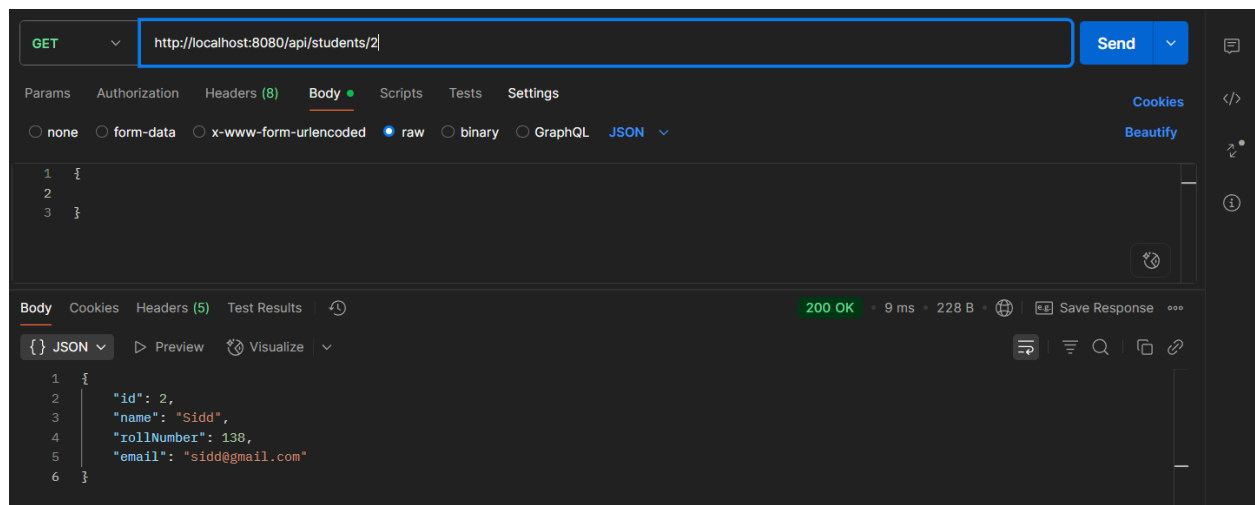 GET http://localhost:8080/api/students/2 Send
Params Authorization Headers (8) Body Scripts Tests Settings Cookies
none form-data x-www-form-urlencoded raw binary GraphQL JSON Beautify
1 {
2
3 }
Body Cookies Headers (5) Test Results 200 OK 9 ms 228 B e.g. Save Response
{} JSON Preview Visualize
1 {
2 "id": 2,
3 "name": "Sidd",
4 "rollNumber": 138,
5 "email": "sidd@gmail.com"
6 }